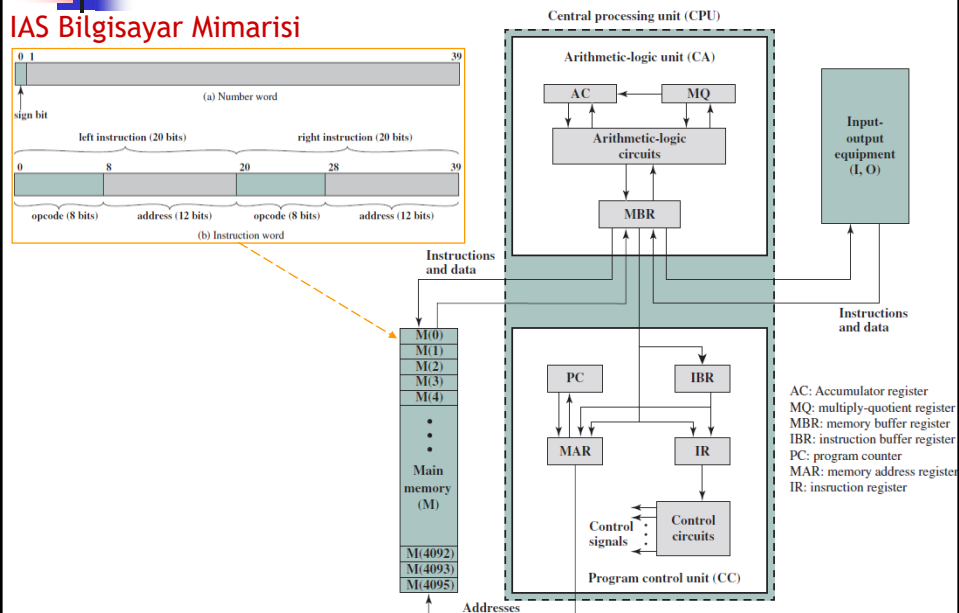 IAS Bilgisayar Mimarisi
0 1 39
(a) Number word
sign bit
left instruction (20 bits) right instruction (20 bits)
0 8 20 28 39
opcode (8 bits) address (12 bits) opcode (8 bits) address (12 bits)
(b) Instruction word
Central processing unit (CPU)
Arithmetic-logic unit (CA)
AC MQ
Arithmetic-logic
circuits
MBR
Input-
output
equipment
(I, O)
Instructions
and data
Instructions
and data
M(0)
M(1)
M(2)
M(3)
M(4)
Main
memory
(M)
M(4092)
M(4093)
M(4095)
PC IBR
MAR IR
Control
signals
Control
circuits
Program control unit (CC)
Addresses
AC: Accumulator register
MQ: multiply-quotient register
MBR: memory buffer register
IBR: instruction buffer register
PC: program counter
MAR: memory address register
IR: insruction register